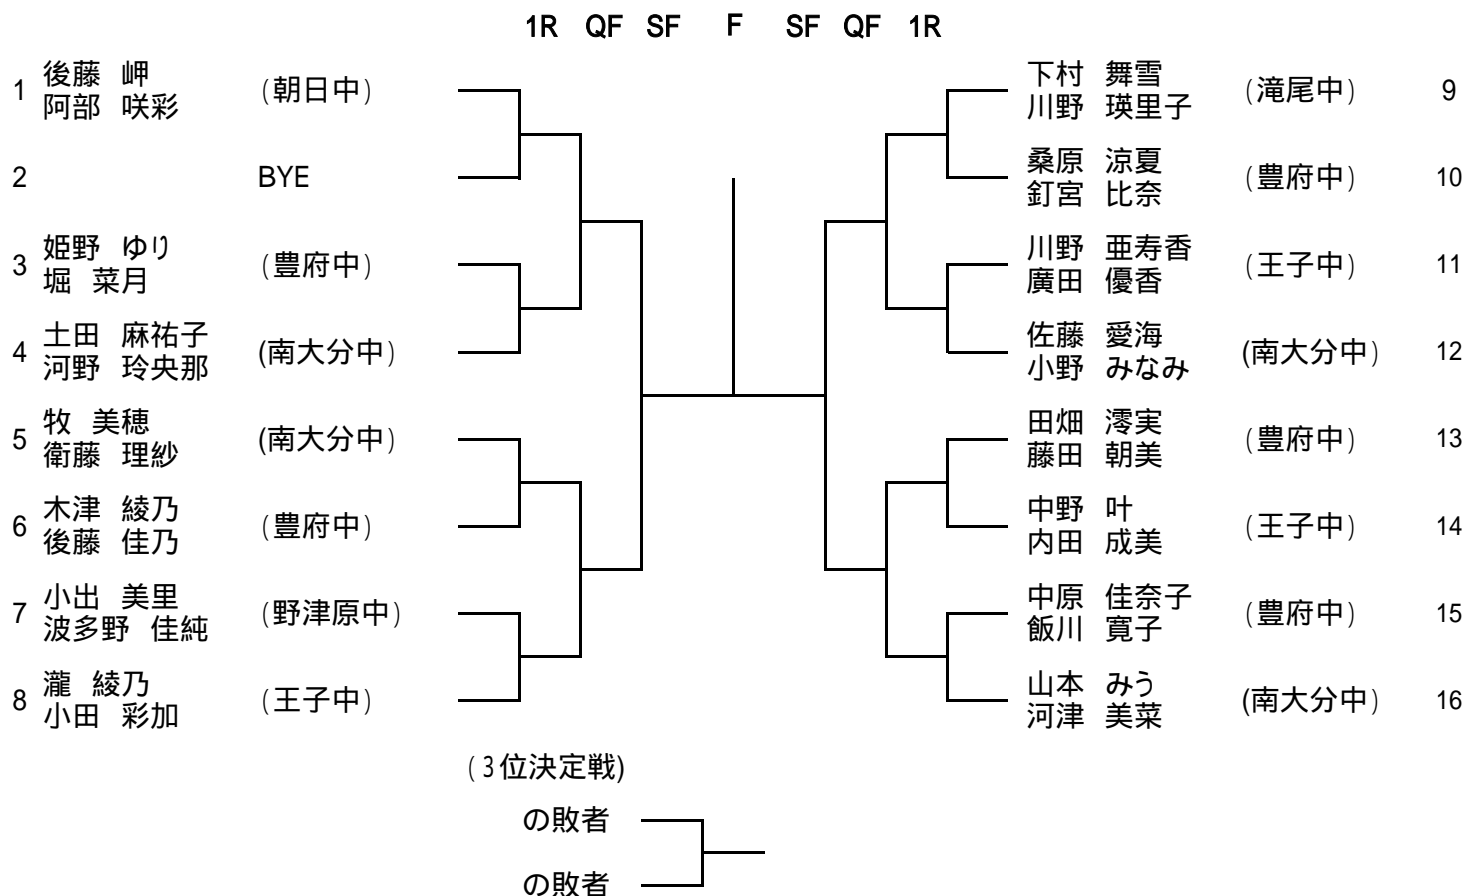 1R QF SF F SF QF 1R
1 後藤 岬 (朝日中)
阿部 咲彩
2 BYE
3 姫野 ゆり (豊府中)
堀 菜月
4 土田 麻祐子 (南大分中)
河野 玲央那
5 牧 美穂 (南大分中)
衛藤 理紗
6 木津 綾乃 (豊府中)
後藤 佳乃
7 小出 美里 (野津原中)
波多野 佳純
8 瀧 綾乃 (王子中)
小田 彩加
下村 舞雪 (滝尾中) 9
川野 瑛里子
桑原 涼夏 (豊府中) 10
釘宮 比奈
川野 亜寿香 (王子中) 11
廣田 優香
佐藤 愛海 (南大分中) 12
小野 みなみ
田畑 澪実 (豊府中) 13
藤田 朝美
中野 叶 (王子中) 14
内田 成美
中原 佳奈子 (豊府中) 15
飯川 寛子
山本 みう (南大分中) 16
河津 美菜
(3位決定戦)
の敗者
の敗者